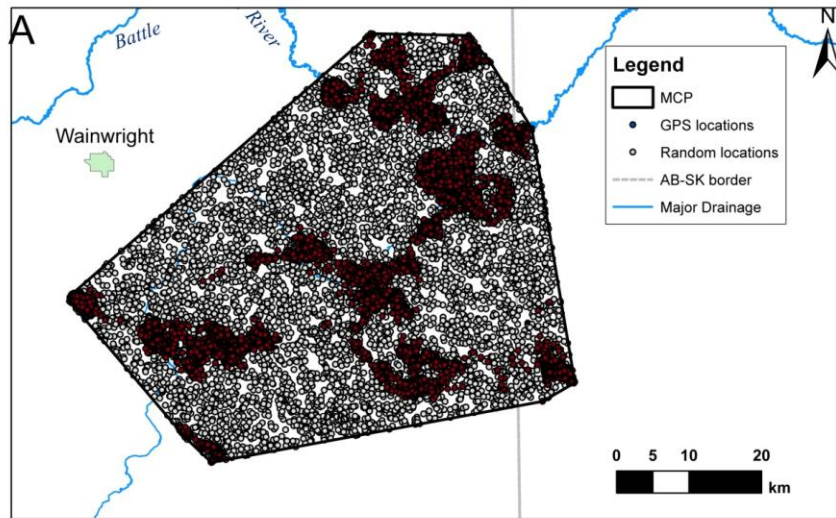 A
Battle
River
N
Wainwright
Legend
MCP
GPS locations
Random locations
AB-SK border
Major Drainage
0 5 10 20
km